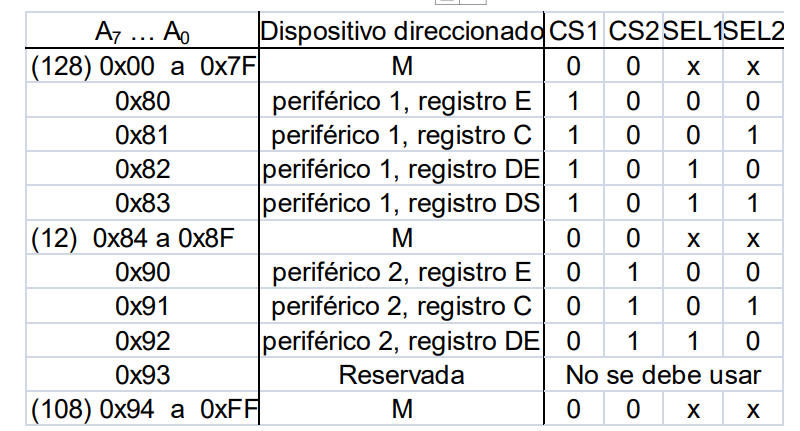 A₇ … A₀ Dispositivo direccionado CS1 CS2 SEL1 SEL2
(128) 0x00 a 0x7F M 0 0 x x
0x80 periférico 1, registro E 1 0 0 0
0x81 periférico 1, registro C 1 0 0 1
0x82 periférico 1, registro DE 1 0 1 0
0x83 periférico 1, registro DS 1 0 1 1
(12) 0x84 a 0x8F M 0 0 x x
0x90 periférico 2, registro E 0 1 0 0
0x91 periférico 2, registro C 0 1 0 1
0x92 periférico 2, registro DE 0 1 1 0
0x93 Reservada No se debe usar
(108) 0x94 a 0xFF M 0 0 x x